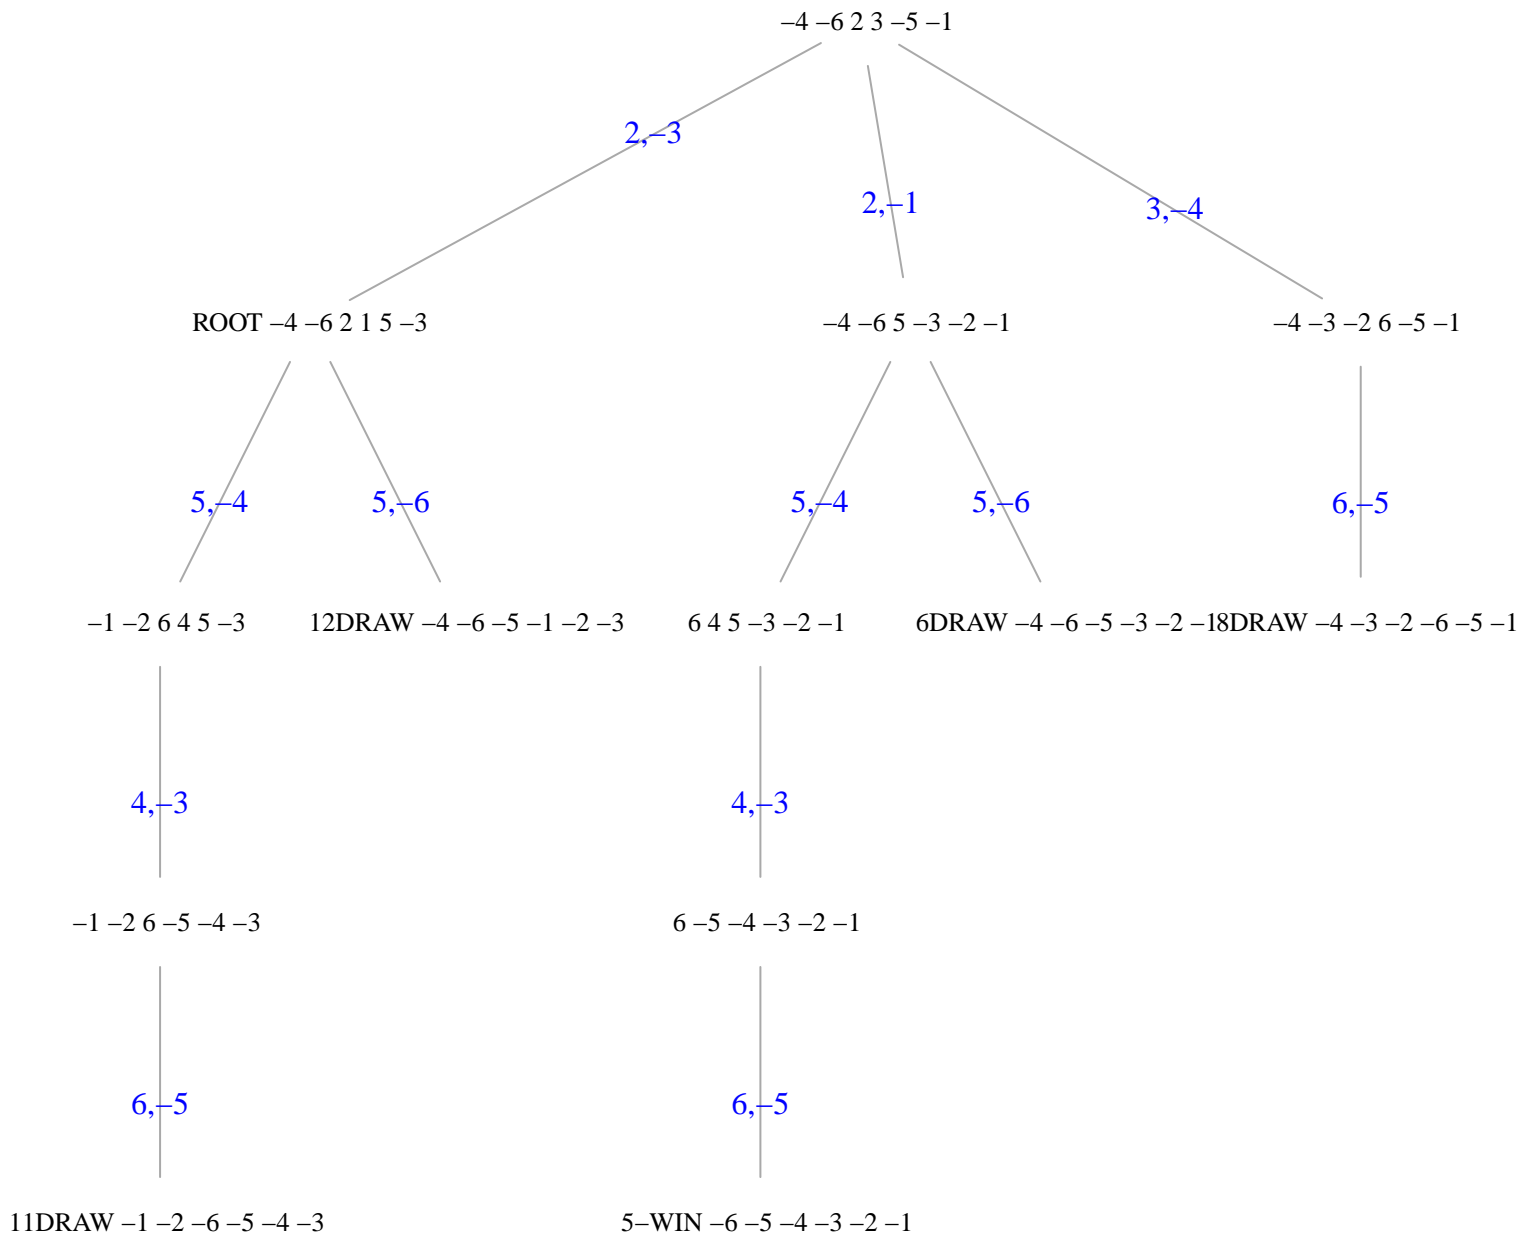 –4 –6 2 3 –5 –1
2,–3
2,–1
3,–4
ROOT –4 –6 2 1 5 –3
–4 –6 5 –3 –2 –1
–4 –3 –2 6 –5 –1
5,–4
5,–6
5,–4
5,–6
6,–5
–1 –2 6 4 5 –3
12DRAW –4 –6 –5 –1 –2 –3
6 4 5 –3 –2 –1
6DRAW –4 –6 –5 –3 –2 –1
8DRAW –4 –3 –2 –6 –5 –1
4,–3
4,–3
–1 –2 6 –5 –4 –3
6 –5 –4 –3 –2 –1
6,–5
6,–5
11DRAW –1 –2 –6 –5 –4 –3
5–WIN –6 –5 –4 –3 –2 –1